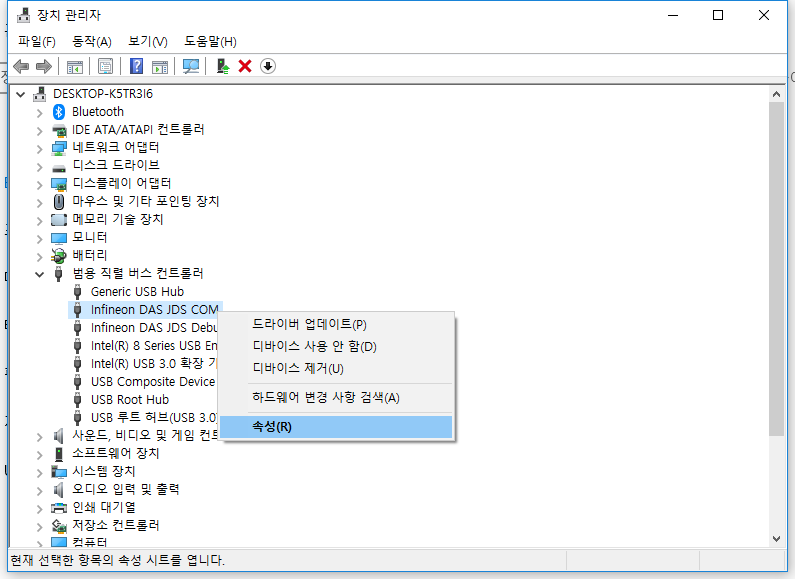 장치 관리자
파일(F) 동작(A) 보기(V) 도움말(H)
DESKTOP-K5TR3I6
Bluetooth
IDE ATA/ATAPI 컨트롤러
네트워크 어댑터
디스크 드라이브
디스플레이 어댑터
마우스 및 기타 포인팅 장치
메모리 기술 장치
모니터
배터리
범용 직렬 버스 컨트롤러
Generic USB Hub
Infineon DAS JDS COM
Infineon DAS JDS Debu
Intel(R) 8 Series USB En
Intel(R) USB 3.0 확장 가
USB Composite Device
USB Root Hub
USB 루트 허브(USB 3.0)
사운드, 비디오 및 게임 컨트
소프트웨어 장치
시스템 장치
오디오 입력 및 출력
인쇄 대기열
저장소 컨트롤러
컴퓨터
드라이버 업데이트(P)
디바이스 사용 안 함(D)
디바이스 제거(U)
하드웨어 변경 사항 검색(A)
속성(R)
현재 선택한 항목의 속성 시트를 엽니다.